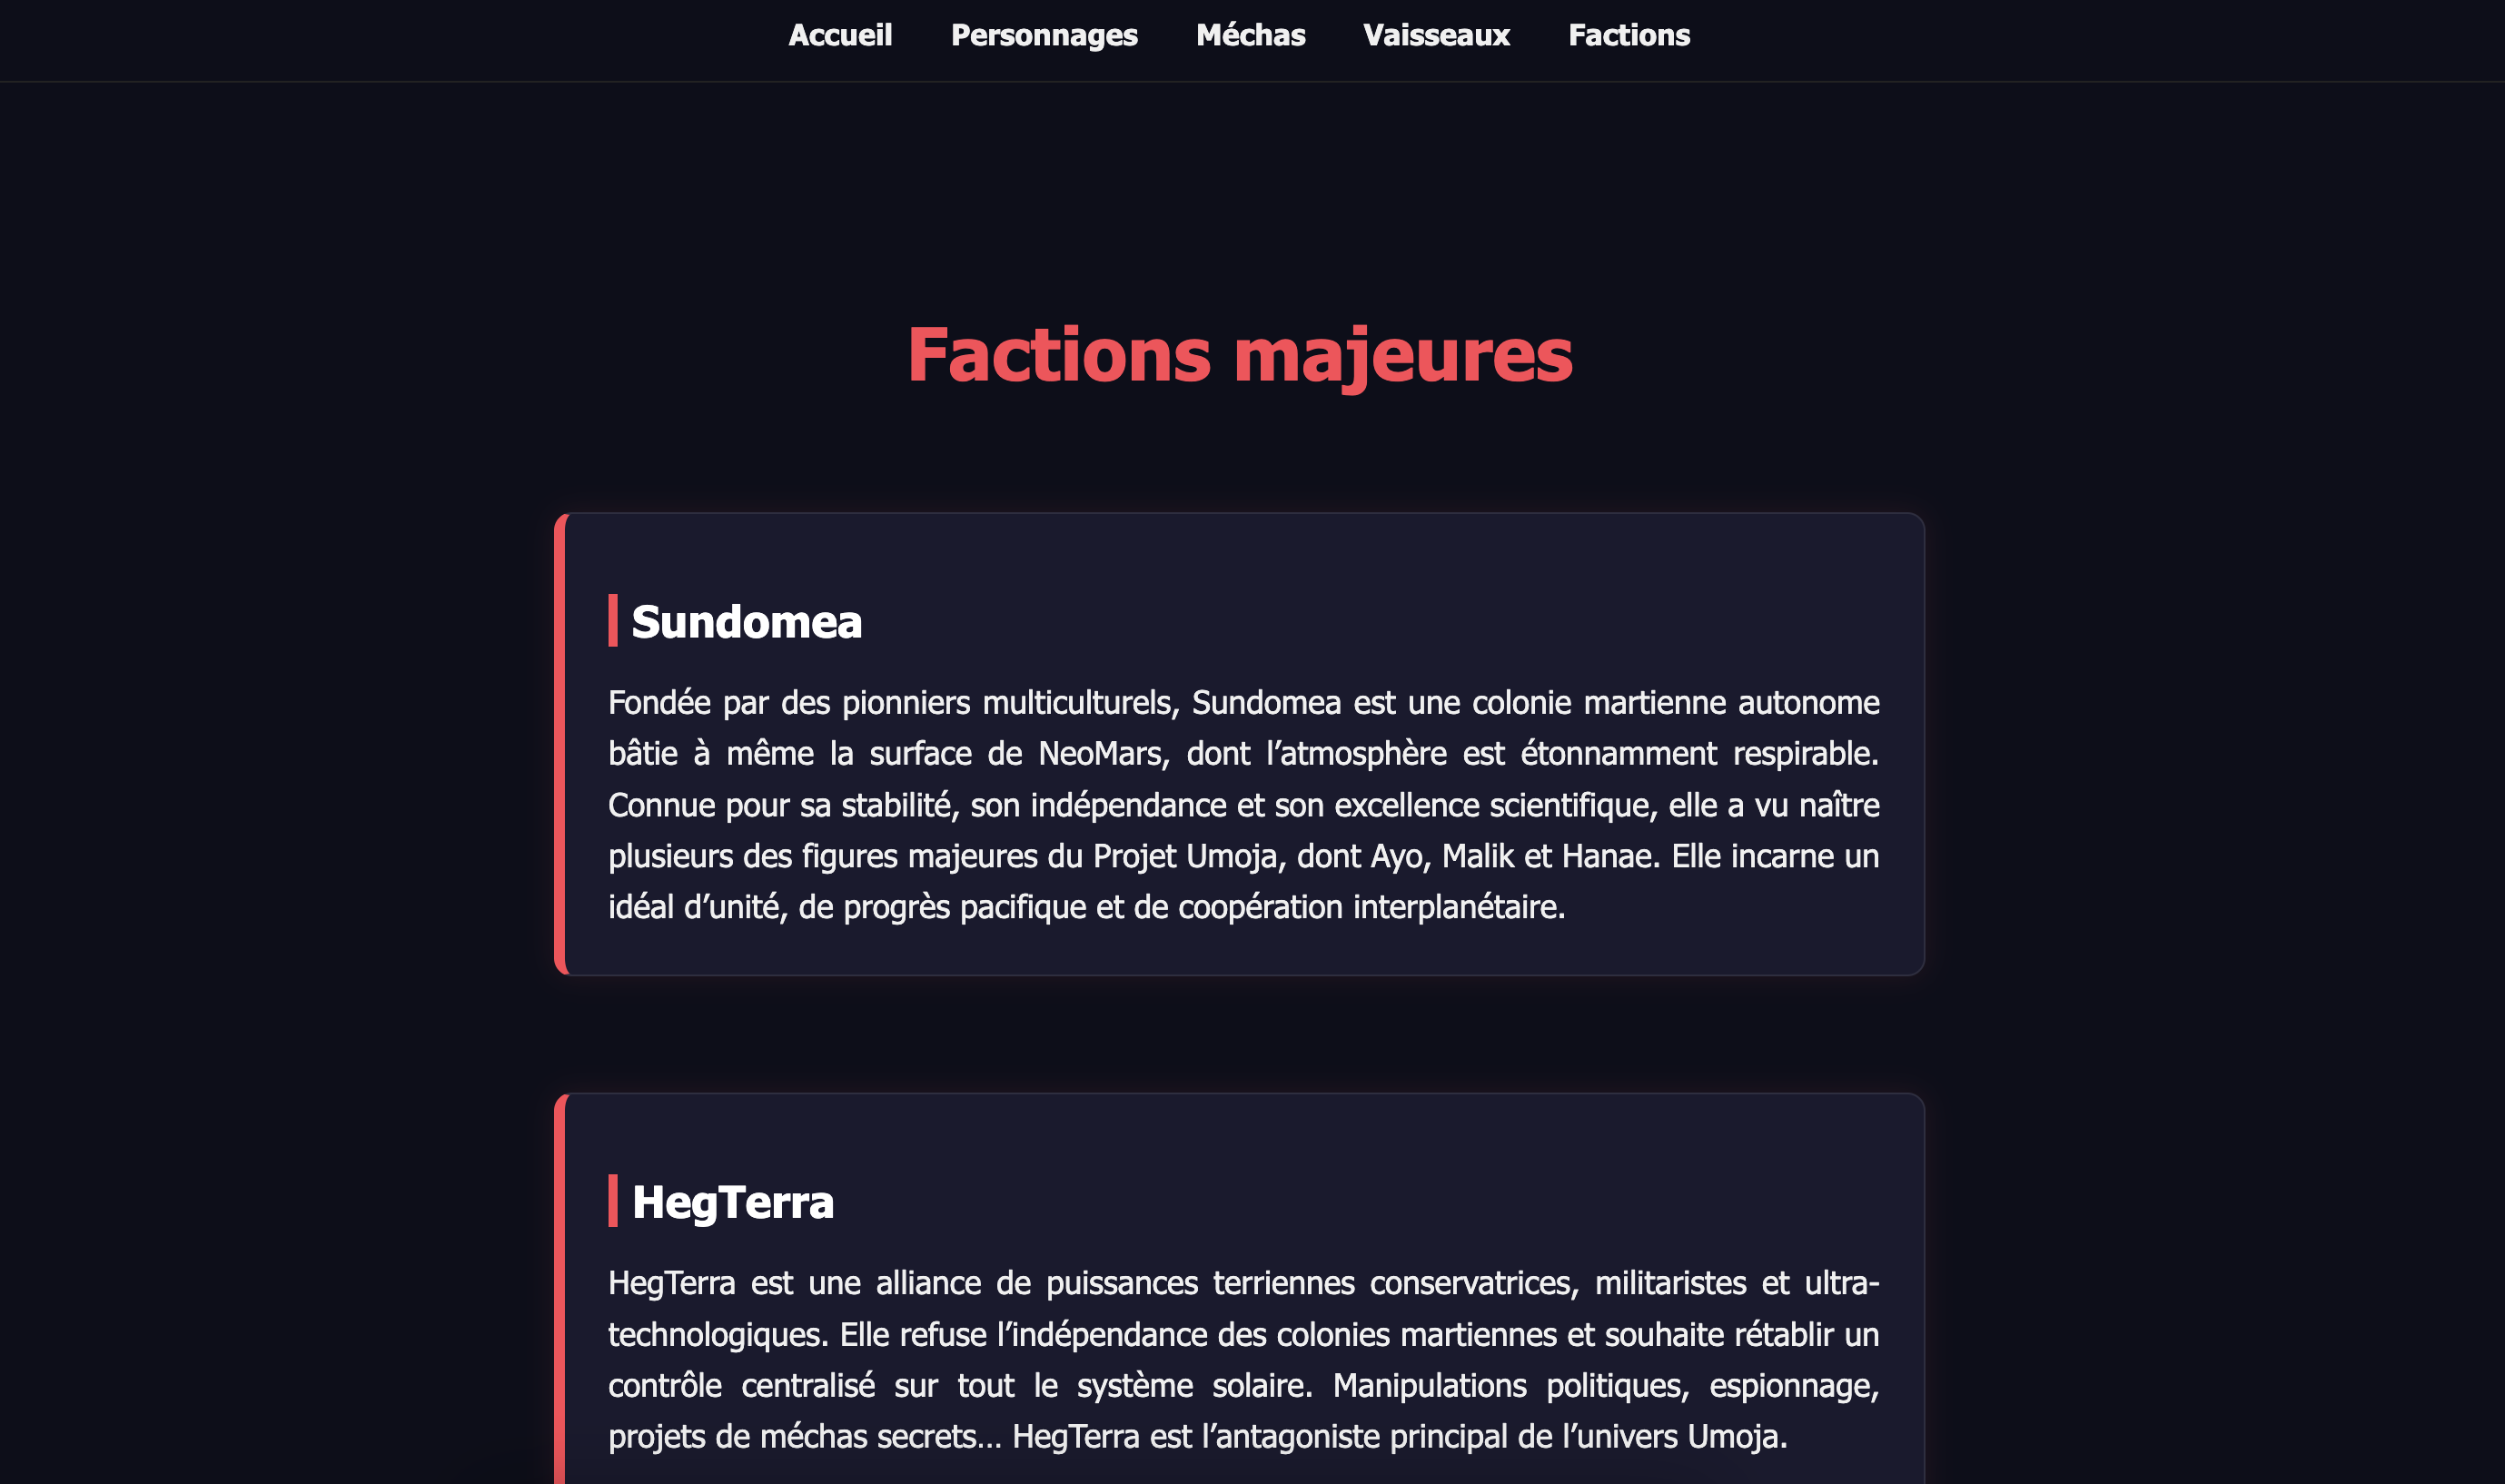 Accueil Personnages Méchas Vaisseaux Factions
Factions majeures
Sundomea
Fondée par des pionniers multiculturels, Sundomea est une colonie martienne autonome
bâtie à même la surface de NeoMars, dont l’atmosphère est étonnamment respirable.
Connue pour sa stabilité, son indépendance et son excellence scientifique, elle a vu naître
plusieurs des figures majeures du Projet Umoja, dont Ayo, Malik et Hanae. Elle incarne un
idéal d’unité, de progrès pacifique et de coopération interplanétaire.
HegTerra
HegTerra est une alliance de puissances terriennes conservatrices, militaristes et ultra-
technologiques. Elle refuse l’indépendance des colonies martiennes et souhaite rétablir un
contrôle centralisé sur tout le système solaire. Manipulations politiques, espionnage,
projets de méchas secrets… HegTerra est l’antagoniste principal de l’univers Umoja.